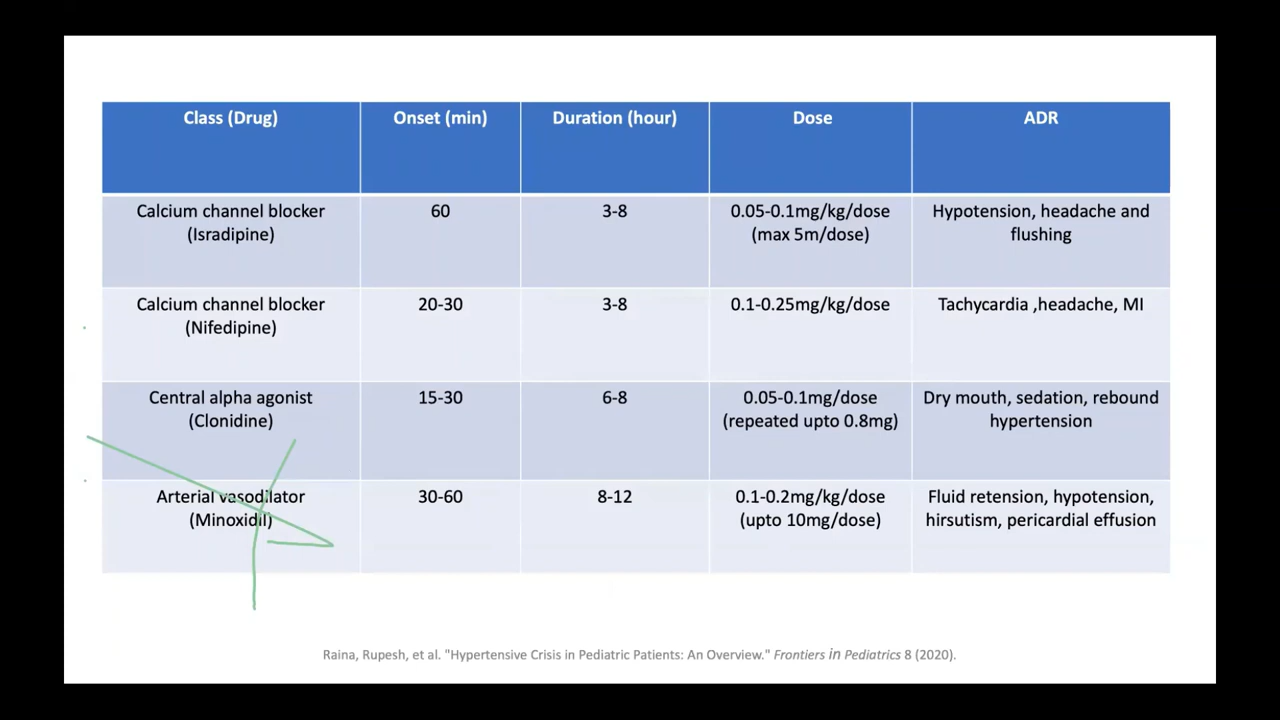 Class (Drug) Onset (min) Duration (hour) Dose ADR
Calcium channel blocker 60 3-8 0.05-0.1mg/kg/dose Hypotension, headache and
(Isradipine) (max 5m/dose) flushing
Calcium channel blocker 20-30 3-8 0.1-0.25mg/kg/dose Tachycardia ,headache, MI
(Nifedipine)
Central alpha agonist 15-30 6-8 0.05-0.1mg/dose Dry mouth, sedation, rebound
(Clonidine) (repeated upto 0.8mg) hypertension
Arterial vasodilator 30-60 8-12 0.1-0.2mg/kg/dose Fluid retension, hypotension,
(Minoxidil) (upto 10mg/dose) hirsutism, pericardial effusion
Raina, Rupesh, et al. "Hypertensive Crisis in Pediatric Patients: An Overview." Frontiers in Pediatrics 8 (2020).